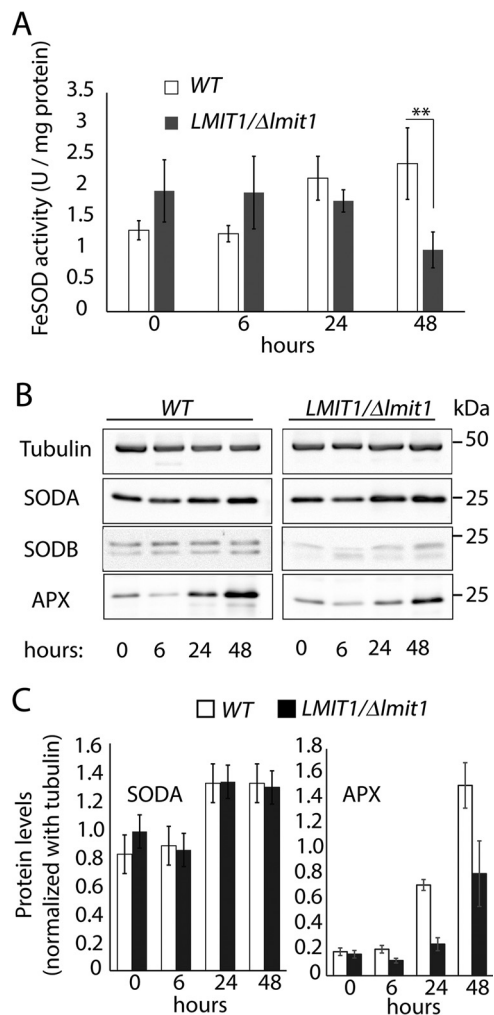 A
WT
LMIT1/Δlmit1
FeSOD activity (U / mg protein)
3.5
3
2.5
2
1.5
1
0.5
0
**
0 6 24 48
hours
B
WT LMIT1/Δlmit1 kDa
Tubulin 50
SODA 25
SODB 25
APX 25
hours: 0 6 24 48 0 6 24 48
C
WT LMIT1/Δlmit1
Protein levels
(normalized with tubulin)
1.6
1.4
1.2
1.0
0.8
0.6
0.4
0.2
0
SODA
0 6 24 48
hours
1.8
1.6
1.4
1.2
1.0
0.8
0.6
0.4
0.2
0
APX
0 6 24 48
hours